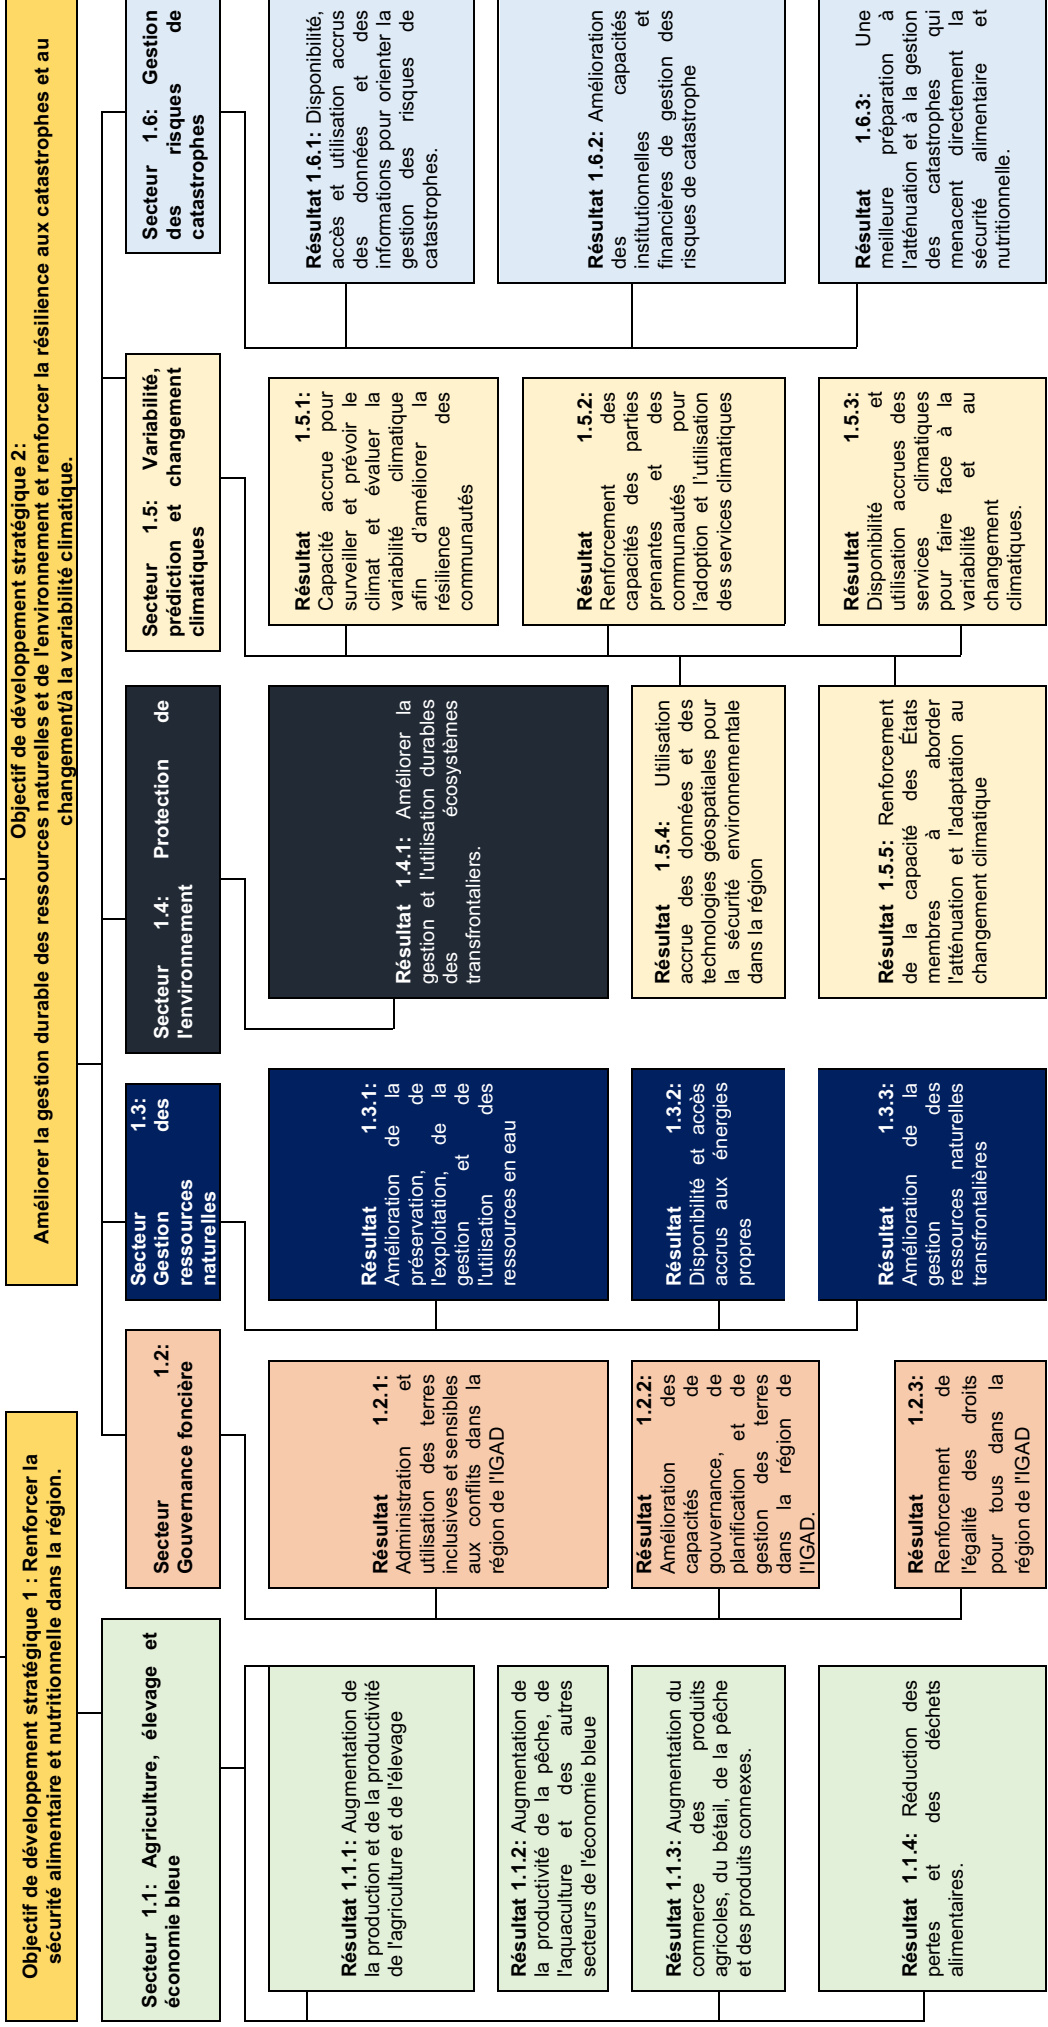 Objectif de développement stratégique 1 : Renforcer la
sécurité alimentaire et nutritionnelle dans la région.
Objectif de développement stratégique 2:
Améliorer la gestion durable des ressources naturelles et de l'environnement et renforcer la résilience aux catastrophes et au
changement/à la variabilité climatique.
Secteur 1.1: Agriculture, élevage et
économie bleue
Secteur 1.2:
Gouvernance foncière
Secteur 1.3:
Gestion des
ressources
naturelles
Secteur 1.4: Protection de
l'environnement
Secteur 1.5: Variabilité,
prédiction et changement
climatiques
Secteur 1.6: Gestion
des risques de
catastrophes
Résultat 1.1.1: Augmentation de
la production et de la productivité
de l'agriculture et de l'élevage
Résultat 1.1.2: Augmentation de
la productivité de la pêche, de
l'aquaculture et des autres
secteurs de l'économie bleue
Résultat 1.1.3: Augmentation du
commerce des produits
agricoles, du bétail, de la pêche
et des produits connexes.
Résultat 1.1.4: Réduction des
pertes et des déchets
alimentaires.
Résultat 1.2.1:
Administration et
utilisation des terres
inclusives et sensibles
aux conflits dans la
région de l'IGAD
Résultat 1.2.2:
Amélioration des
capacités de
gouvernance, de
planification et de
gestion des terres
dans la région de
l'IGAD.
Résultat 1.2.3:
Renforcement de
l'égalité des droits
pour tous dans la
région de l'IGAD
Résultat 1.3.1:
Amélioration de la
préservation, de
l'exploitation, de la
gestion et de
l'utilisation des
ressources en eau
Résultat 1.3.2:
Disponibilité et accès
accrus aux énergies
propres
Résultat 1.3.3:
Amélioration de la
gestion des
ressources naturelles
transfrontalières
Résultat 1.4.1: Améliorer la
gestion et l'utilisation durables
des écosystèmes
transfrontaliers.
Résultat 1.5.4: Utilisation
accrue des données et des
technologies géospatiales pour
la sécurité environnementale
dans la région
Résultat 1.5.5: Renforcement
de la capacité des États
membres à aborder
l'atténuation et l'adaptation au
changement climatique
Résultat 1.5.1:
Capacité accrue pour
surveiller et prévoir le
climat et évaluer la
variabilité climatique
afin d'améliorer la
résilience des
communautés
Résultat 1.5.2:
Renforcement des
capacités des parties
prenantes et des
communautés pour
l'adoption et l'utilisation
des services climatiques
Résultat 1.5.3:
Disponibilité et
utilisation accrues des
services climatiques
pour faire face à la
variabilité et au
changement
climatiques.
Résultat 1.6.1: Disponibilité,
accès et utilisation accrus
des données et des
informations pour orienter la
gestion des risques de
catastrophes.
Résultat 1.6.2: Amélioration
des capacités
institutionnelles et
financières de gestion des
risques de catastrophe
Résultat 1.6.3: Une
meilleure préparation à
l'atténuation et à la gestion
des catastrophes qui
menacent directement la
sécurité alimentaire et
nutritionnelle.